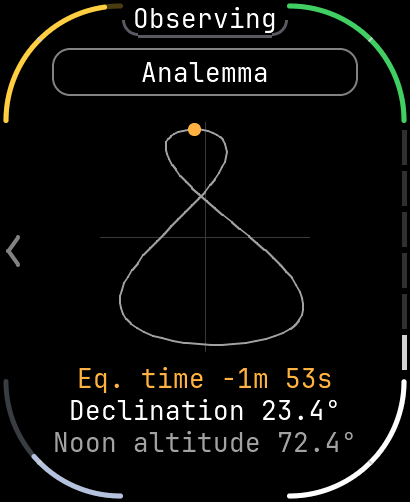 Observing
Analemma
Eq. time -1m 53s
Declination 23.4°
Noon altitude 72.4°